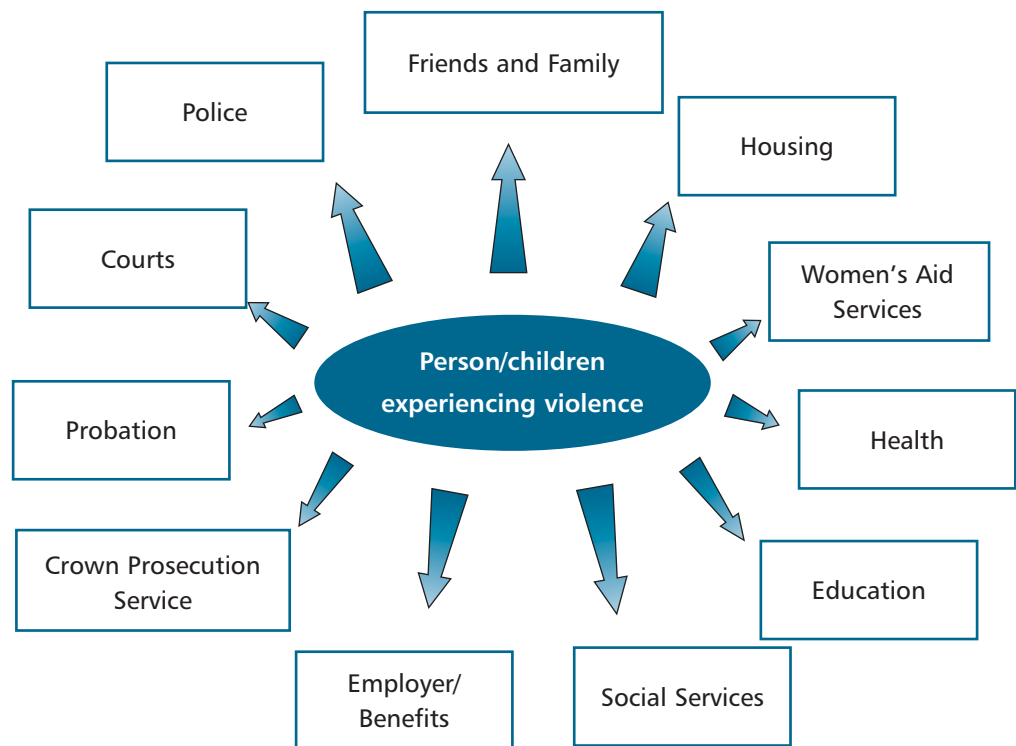 Friends and Family
Police
Housing
Courts
Women's Aid
Services
Person/children
experiencing violence
Probation
Health
Crown Prosecution
Service
Education
Employer/
Benefits
Social Services